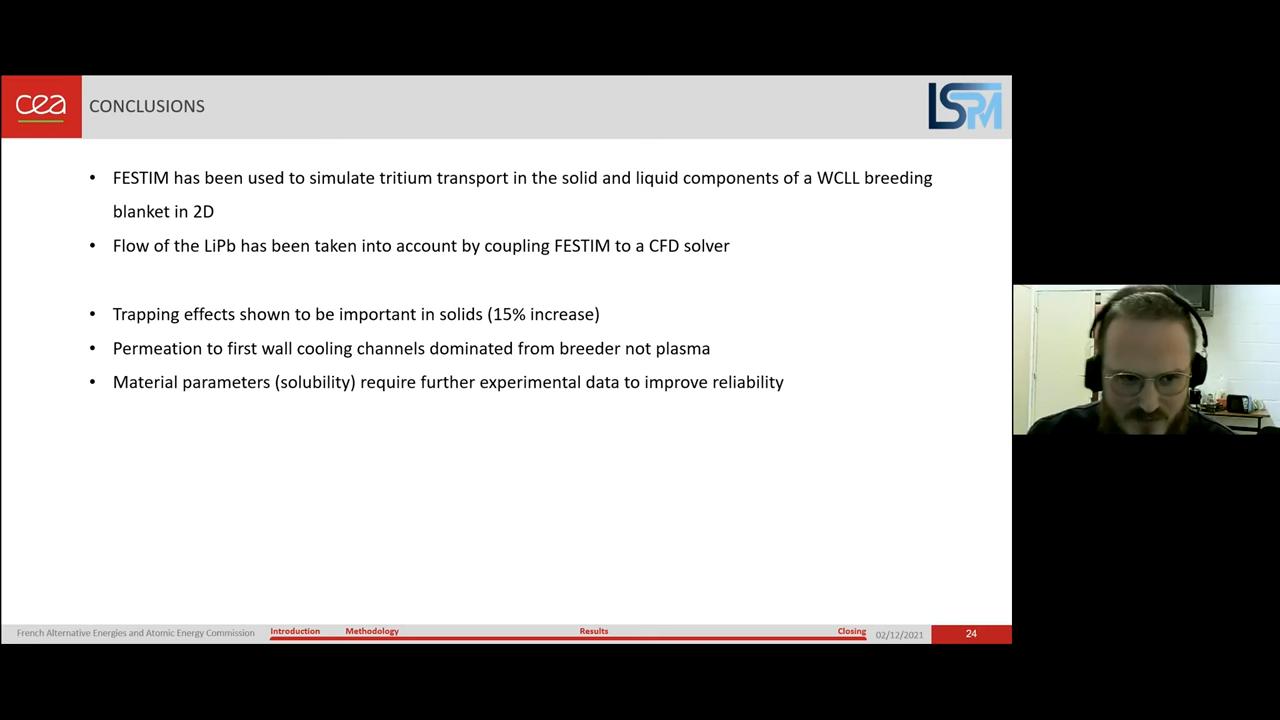 cea
CONCLUSIONS
LSPM
• FESTIM has been used to simulate tritium transport in the solid and liquid components of a WCLL breeding
blanket in 2D
• Flow of the LiPb has been taken into account by coupling FESTIM to a CFD solver
• Trapping effects shown to be important in solids (15% increase)
• Permeation to first wall cooling channels dominated from breeder not plasma
• Material parameters (solubility) require further experimental data to improve reliability
French Alternative Energies and Atomic Energy Commission
Introduction
Methodology
Results
Closing
02/12/2021
24